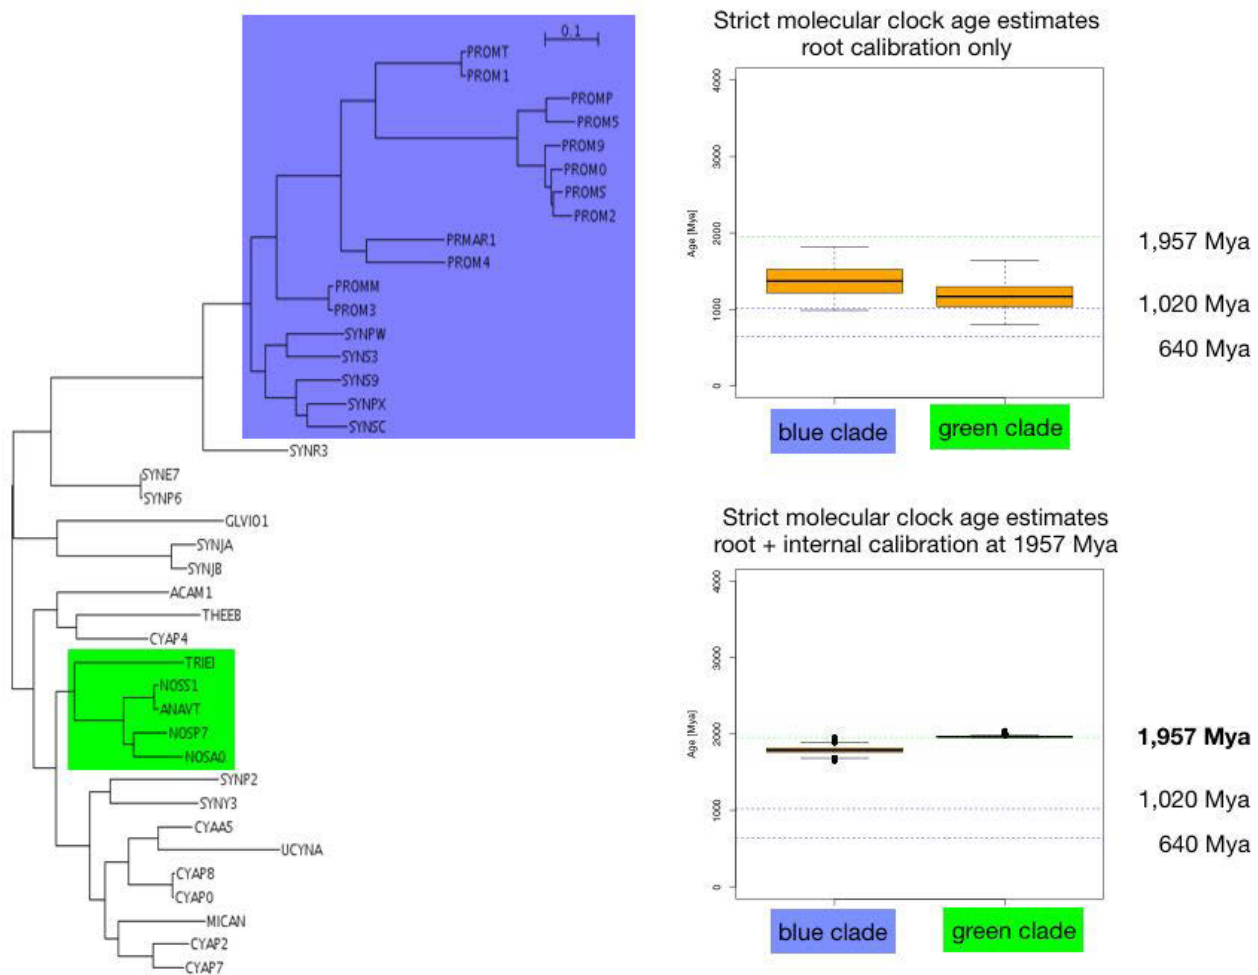 0.1
PROMT
PROM1
PROMP
PROM5
PROM9
PROM0
PROMS
PROM2
PRMAR1
PROM4
PROMM
PROM3
SYNPW
SYNS3
SYNS9
SYNPX
SYNSC
SYNR3
SYNE7
SYNP6
GLVIO1
SYNJA
SYNJB
ACAM1
THEEB
CYAP4
TRIEI
NOSS1
ANAVT
NOSP7
NOSA0
SYNP2
SYNY3
CYAA5
UCYNA
CYAP8
CYAP0
MICAN
CYAP2
CYAP7
Strict molecular clock age estimates
root calibration only
Age [Mya]
4000
3000
2000
1000
0
1,957 Mya
1,020 Mya
640 Mya
blue clade
green clade
Strict molecular clock age estimates
root + internal calibration at 1957 Mya
Age [Mya]
4000
3000
2000
1000
0
1,957 Mya
1,020 Mya
640 Mya
blue clade
green clade